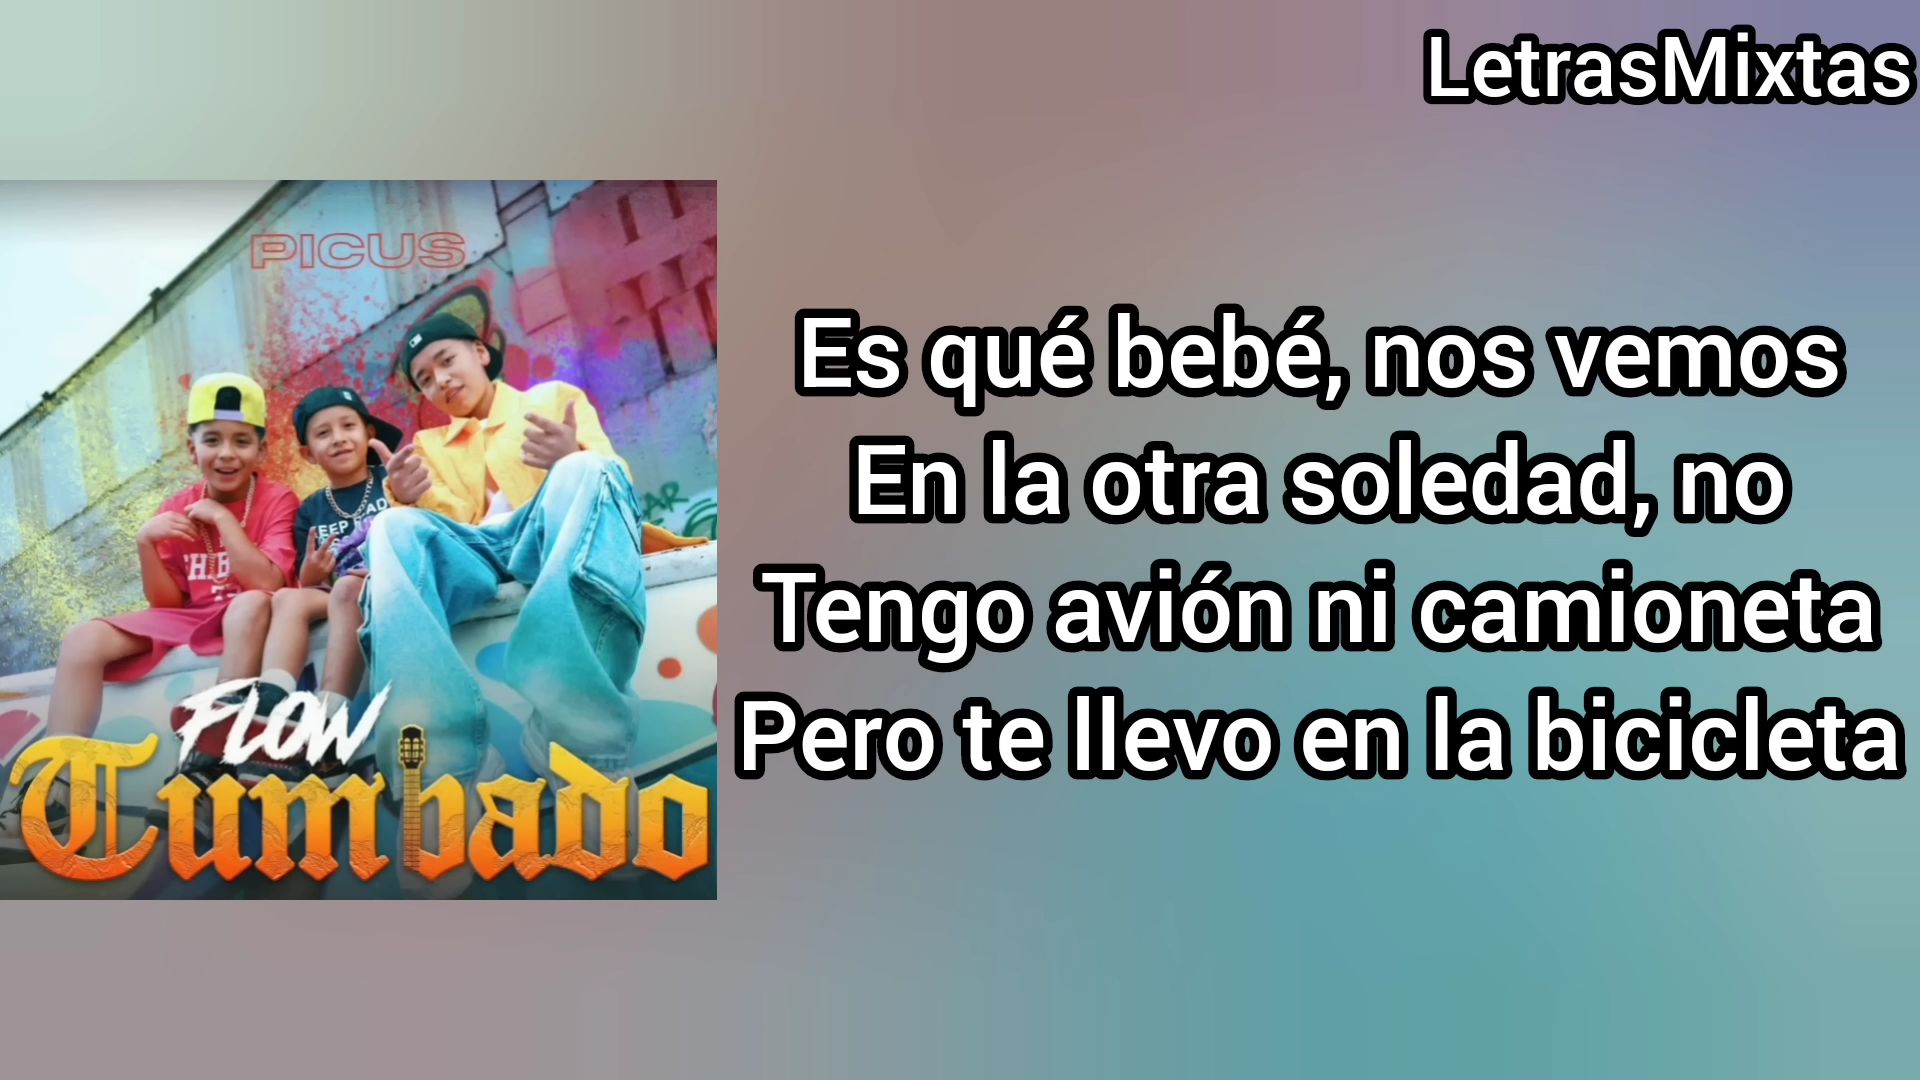 LetrasMixtas
PICUS
Es qué bebé, nos vemos
En la otra soledad, no
Tengo avión ni camioneta
Pero te llevo en la bicicleta
FLOW
Tumbado